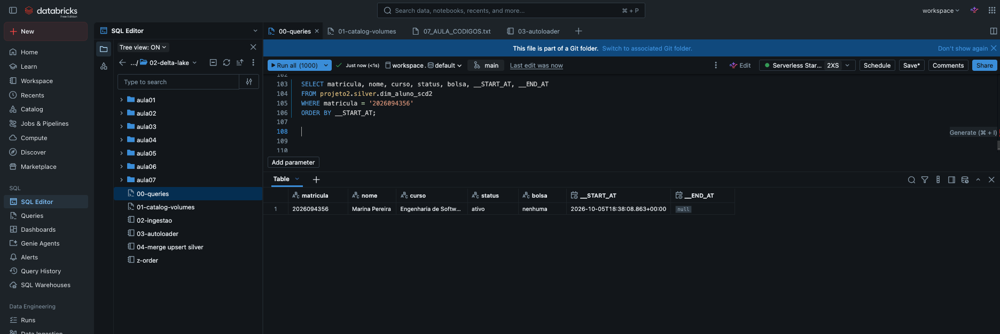 databricks
Free Edition
Search data, notebooks, recents, and more...
⌘ + P
workspace
New
Home
Learn
Workspace
Recents
Catalog
Jobs & Pipelines
Compute
Discover
Marketplace
SQL
SQL Editor
Queries
Dashboards
Genie Agents
Alerts
Query History
SQL Warehouses
Data Engineering
Runs
Data Ingestion
SQL Editor
Tree view: ON
.../ 02-delta-lake
Type to search
aula01
aula02
aula03
aula04
aula05
aula06
aula07
00-queries
01-catalog-volumes
02-ingestao
03-autoloader
04-merge upsert silver
z-order
00-queries
01-catalog-volumes
07_AULA_CODIGOS.txt
03-autoloader
This file is part of a Git folder. Switch to associated Git folder.
Don't show again
Run all (1000)
Just now (<1s)
workspace . default
main
Last edit was now
Edit
Serverless Star... 2XS
Schedule
Save*
Comments
Share
102
103 SELECT matricula, nome, curso, status, bolsa, __START_AT, __END_AT
104 FROM projeto2.silver.dim_aluno_scd2
105 WHERE matricula = '2026094356'
106 ORDER BY __START_AT;
107
108
Generate (⌘ + I)
109
110
Add parameter
Table
matricula nome curso status bolsa __START_AT __END_AT
1 2026094356 Marina Pereira Engenharia de Softw... ativo nenhuma 2026-10-05T18:38:08.863+00:00 null